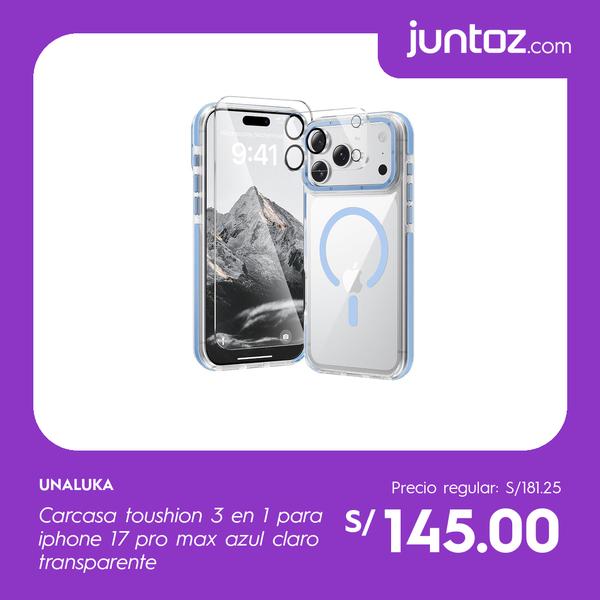 juntoz.com
9:41
UNALUKA
Carcasa toushion 3 en 1 para
iphone 17 pro max azul claro
transparente
Precio regular: S/181.25
S/145.00